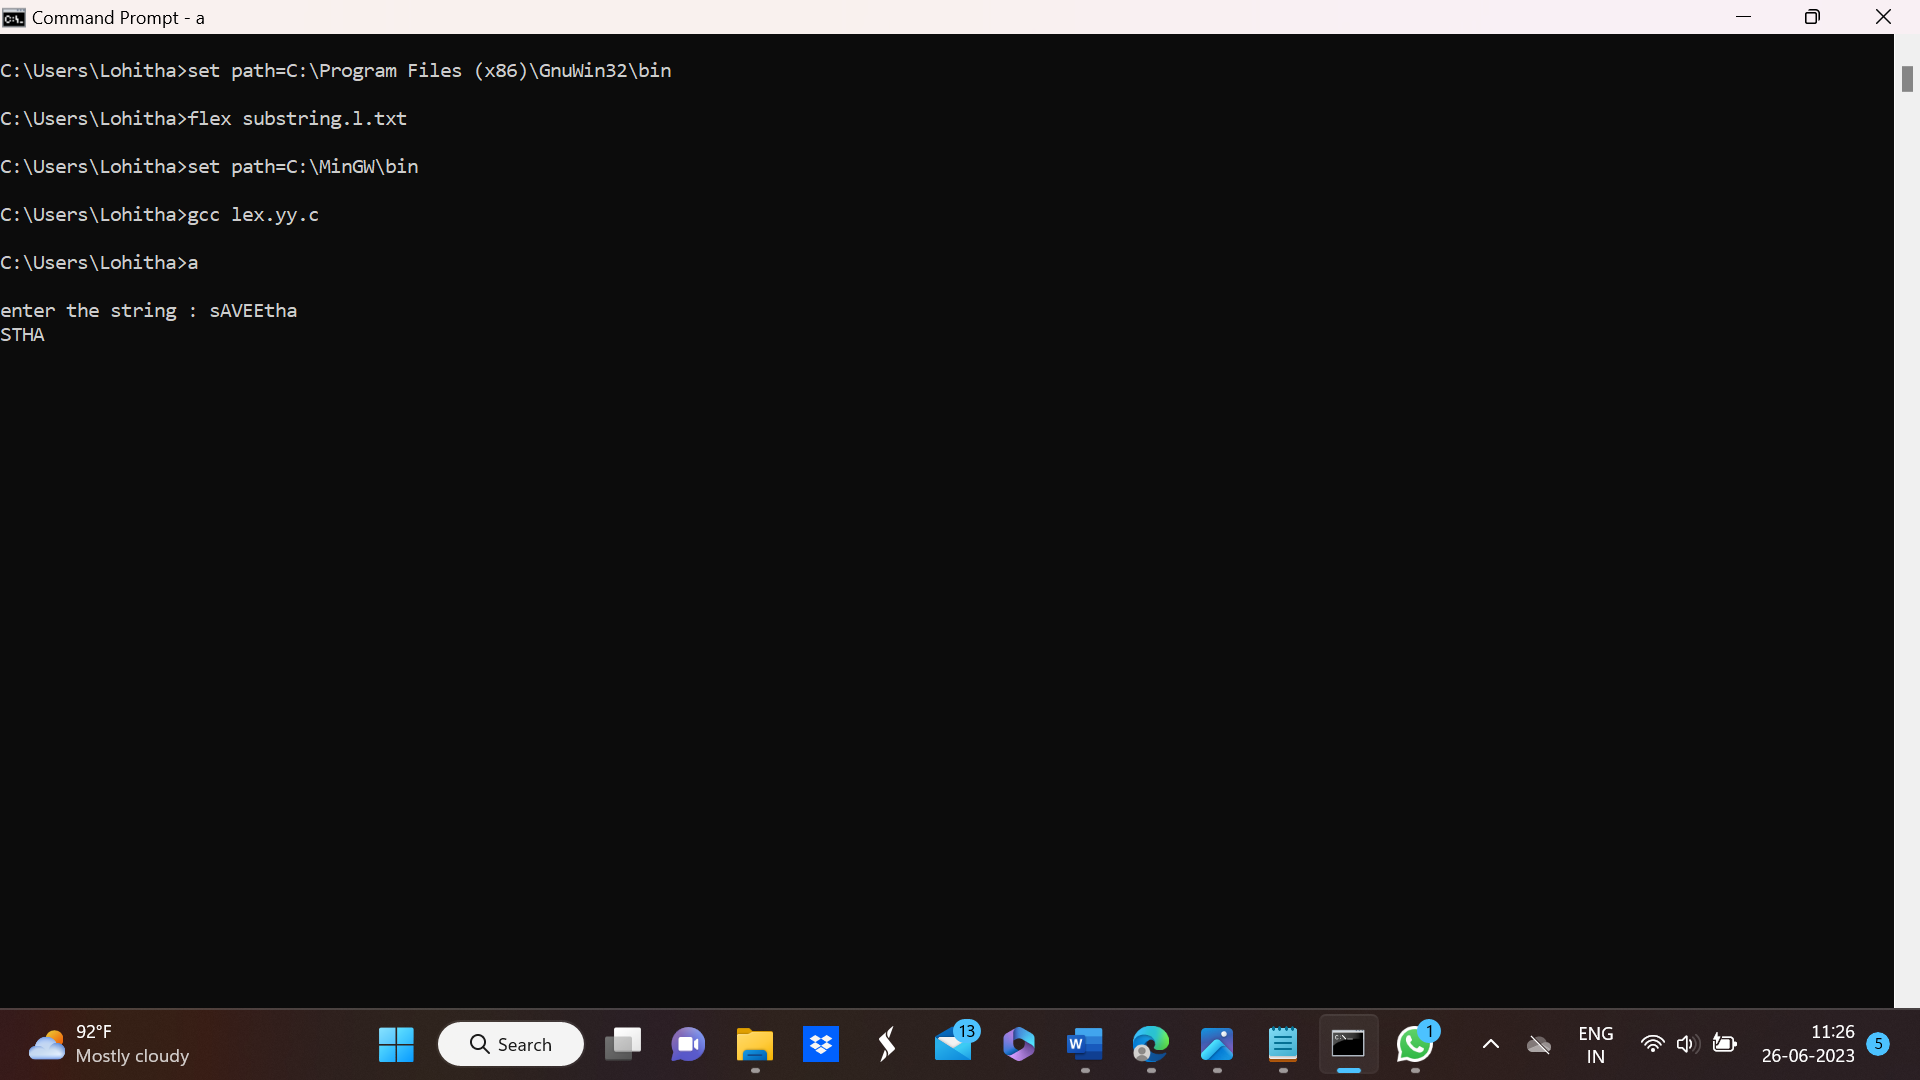 Command Prompt - a
C:\Users\Lohitha>set path=C:\Program Files (x86)\GnuWin32\bin
C:\Users\Lohitha>flex substring.l.txt
C:\Users\Lohitha>set path=C:\MinGW\bin
C:\Users\Lohitha>gcc lex.yy.c
C:\Users\Lohitha>a
enter the string : sAVEEtha
STHA
92°F
Mostly cloudy
Search
13
1
ENG
IN
11:26
26-06-2023
5